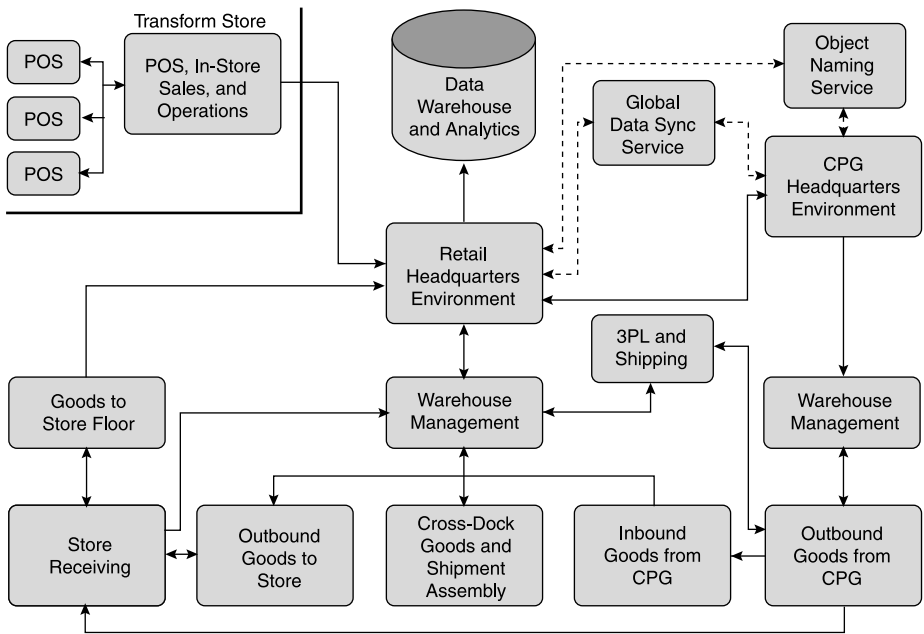 Transform Store
POS
POS
POS
POS, In-Store
Sales, and
Operations
Data
Warehouse
and Analytics
Global
Data Sync
Service
Object
Naming
Service
CPG
Headquarters
Environment
Retail
Headquarters
Environment
3PL and
Shipping
Goods to
Store Floor
Warehouse
Management
Warehouse
Management
Store
Receiving
Outbound
Goods to
Store
Cross-Dock
Goods and
Shipment
Assembly
Inbound
Goods from
CPG
Outbound
Goods from
CPG